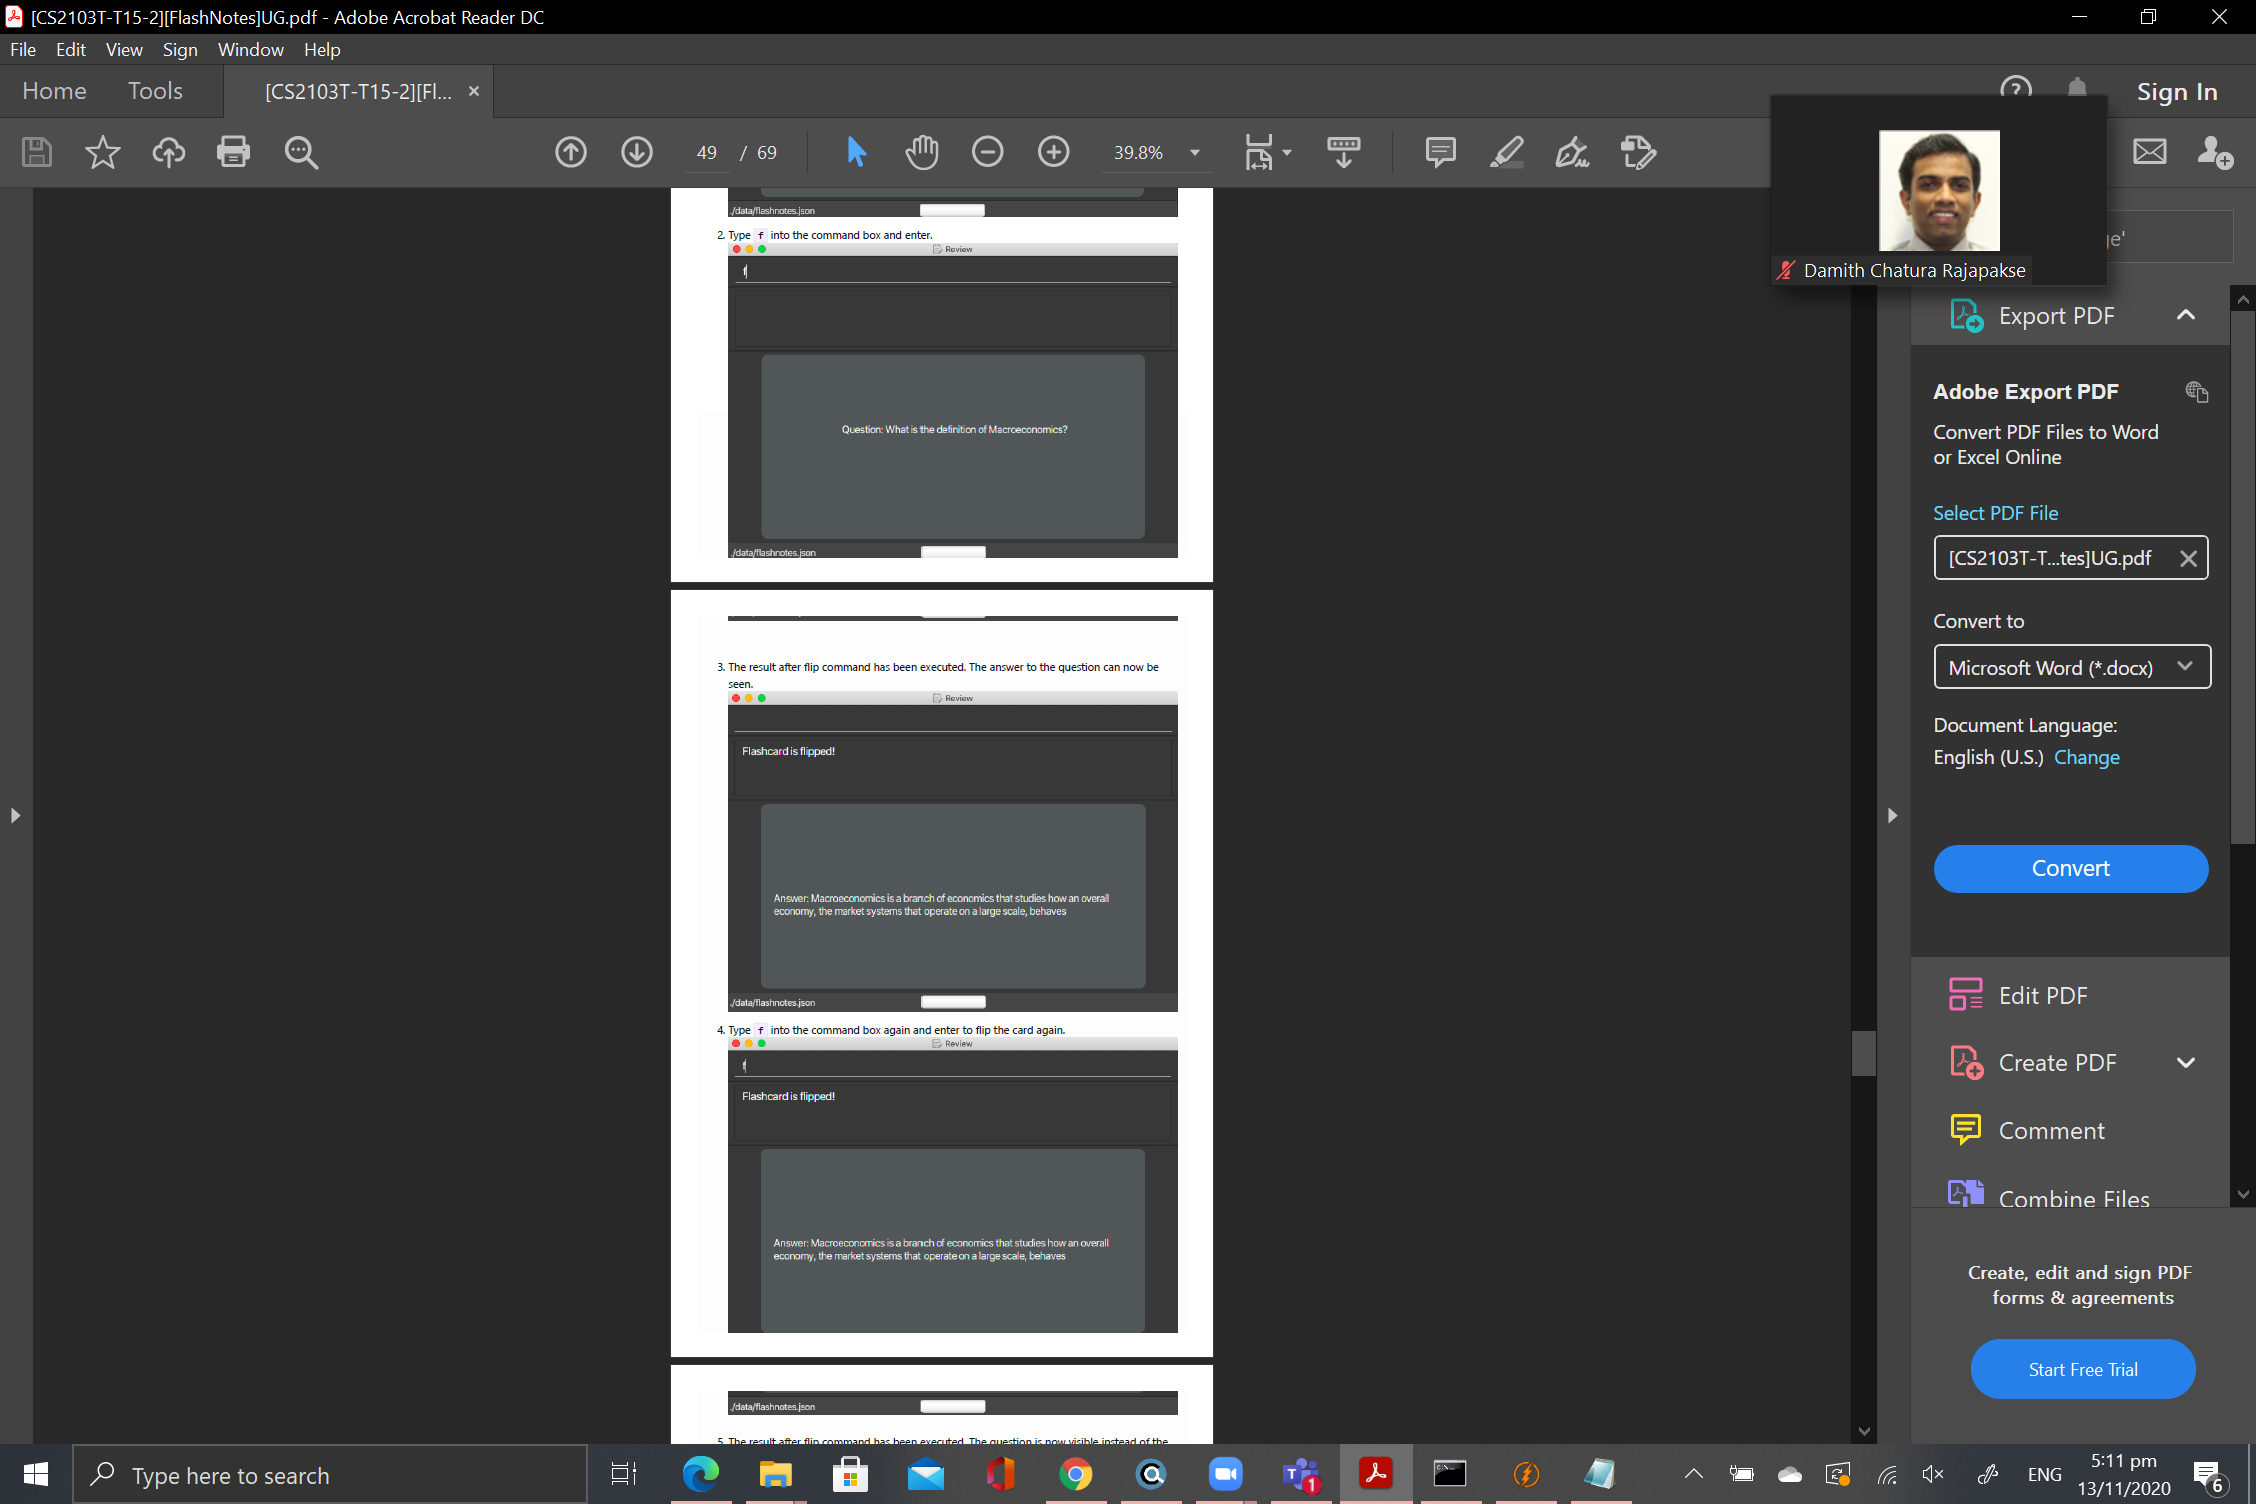 [CS2103T-T15-2][FlashNotes]UG.pdf - Adobe Acrobat Reader DC
File Edit View Sign Window Help
Home Tools [CS2103T-T15-2][Fl... Sign In
49 / 69 39.8%
Damith Chatura Rajapakse
./data/flashnotes.json
2. Type f into the command box and enter.
Review
f
Question: What is the definition of Macroeconomics?
./data/flashnotes.json
3. The result after flip command has been executed. The answer to the question can now be
seen.
Review
Flashcard is flipped!
Answer: Macroeconomics is a branch of economics that studies how an overall
economy, the market systems that operate on a large scale, behaves
./data/flashnotes.json
4. Type f into the command box again and enter to flip the card again.
Review
f
Flashcard is flipped!
Answer: Macroeconomics is a branch of economics that studies how an overall
economy, the market systems that operate on a large scale, behaves
./data/flashnotes.json
5. The result after flip command has been executed. The question is now visible instead of the
Export PDF
Adobe Export PDF
Convert PDF Files to Word
or Excel Online
Select PDF File
[CS2103T-T...tes]UG.pdf
Convert to
Microsoft Word (*.docx)
Document Language:
English (U.S.) Change
Convert
Edit PDF
Create PDF
Comment
Combine Files
Create, edit and sign PDF
forms & agreements
Start Free Trial
Type here to search
1
ENG
5:11 pm
13/11/2020
6